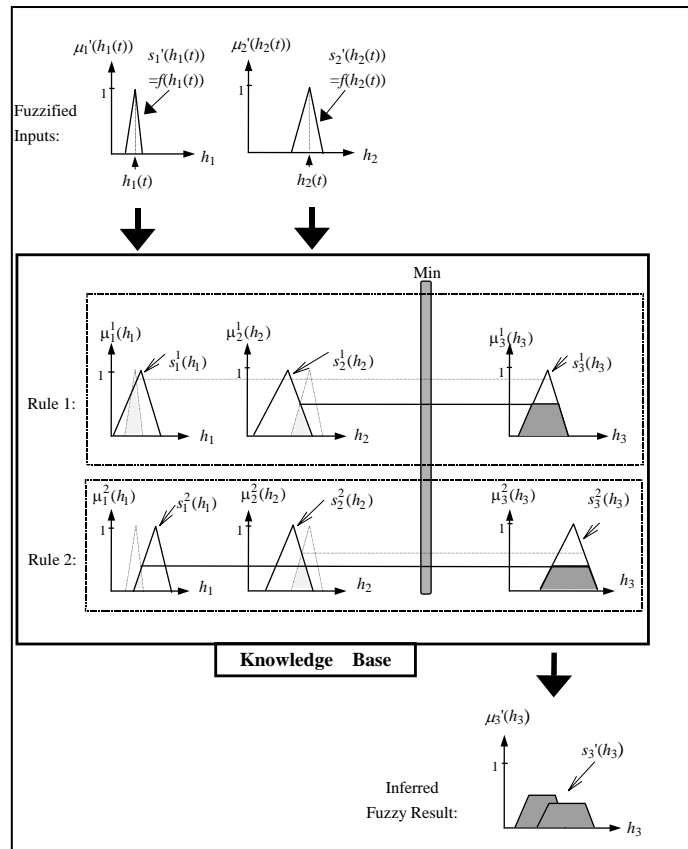 μ₁'(h₁(t)) s₁'(h₁(t)) μ₂'(h₂(t)) s₂'(h₂(t))
=f(h₁(t)) =f(h₂(t))
1 1
Fuzzified
Inputs:
h₁ h₂
h₁(t) h₂(t)
Min
μ₁¹(h₁) μ₂¹(h₂) μ₃¹(h₃)
s₁¹(h₁) s₂¹(h₂) s₃¹(h₃)
1 1 1
Rule 1:
h₁ h₂ h₃
μ₁²(h₁) s₁²(h₁) μ₂²(h₂) s₂²(h₂) μ₃²(h₃) s₃²(h₃)
1 1 1
Rule 2:
h₁ h₂ h₃
Knowledge Base
μ₃'(h₃)
s₃'(h₃)
1
Inferred
Fuzzy Result:
h₃